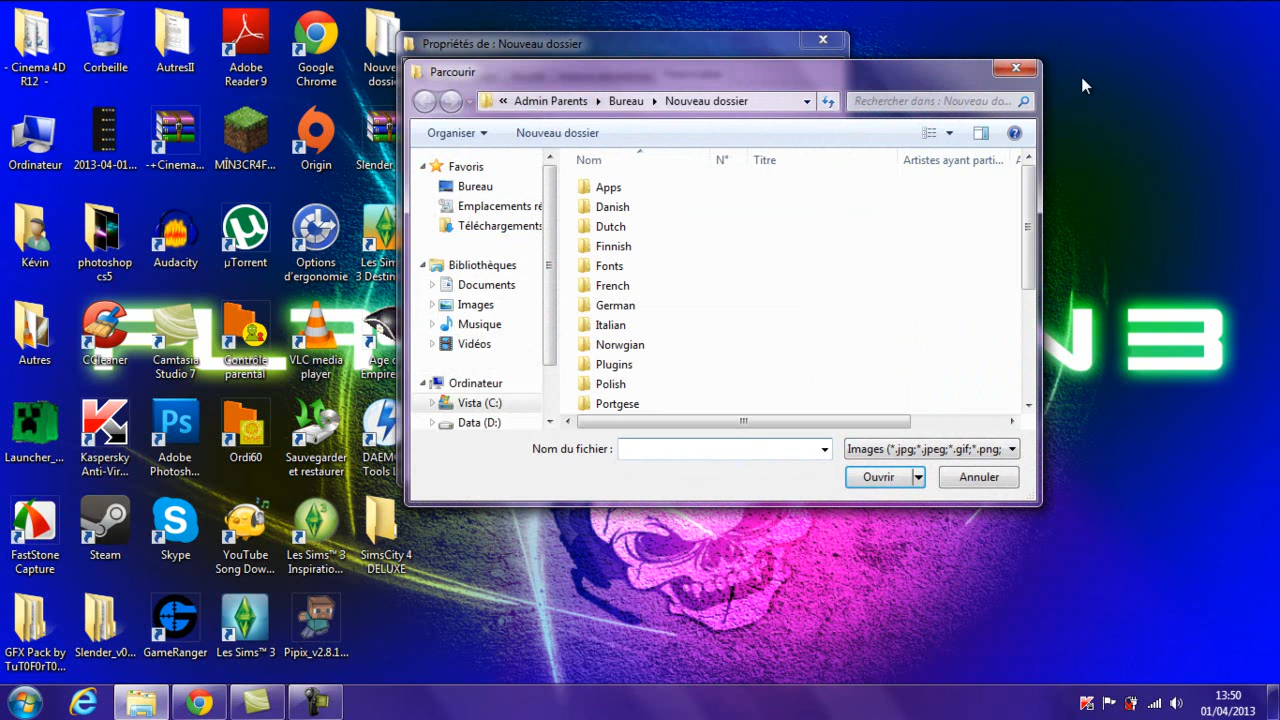 - Cinema 4D
R12 -
Corbeille
AutresII
Adobe
Reader 9
Google
Chrome
Nouv
dossi
Ordinateur
2013-04-01...
-+Cinema...
MÎN3CR4F...
Origin
Slender_
Kévin
photoshop
cs5
Audacity
µTorrent
Options
d'ergonomie
Les Sim
3 Destin
Autres
CCleaner
Camtasia
Studio 7
Contrôle
parental
VLC media
player
Age o
Empire
Launcher_...
Kaspersky
Anti-Vir...
Adobe
Photosh...
Ordi60
Sauvegarder
et restaurer
DAEM
Tools L
FastStone
Capture
Steam
Skype
YouTube
Song Dow...
Les Sims™ 3
Inspiratio...
SimsCity 4
DELUXE
GFX Pack by
TuT0F0rT0...
Slender_v0...
GameRanger
Les Sims™ 3
Pipix_v2.8.1...
Propriétés de : Nouveau dossier
Parcourir
« Admin Parents Bureau Nouveau dossier
Rechercher dans : Nouveau do...
Organiser
Nouveau dossier
Favoris
Bureau
Emplacements ré
Téléchargements
Bibliothèques
Documents
Images
Musique
Vidéos
Ordinateur
Vista (C:)
Data (D:)
Nom N° Titre Artistes ayant parti... A
Apps
Danish
Dutch
Finnish
Fonts
French
German
Italian
Norwgian
Plugins
Polish
Portgese
Nom du fichier :
Images (*.jpg;*.jpeg;*.gif;*.png;
Ouvrir
Annuler
13:50
01/04/2013